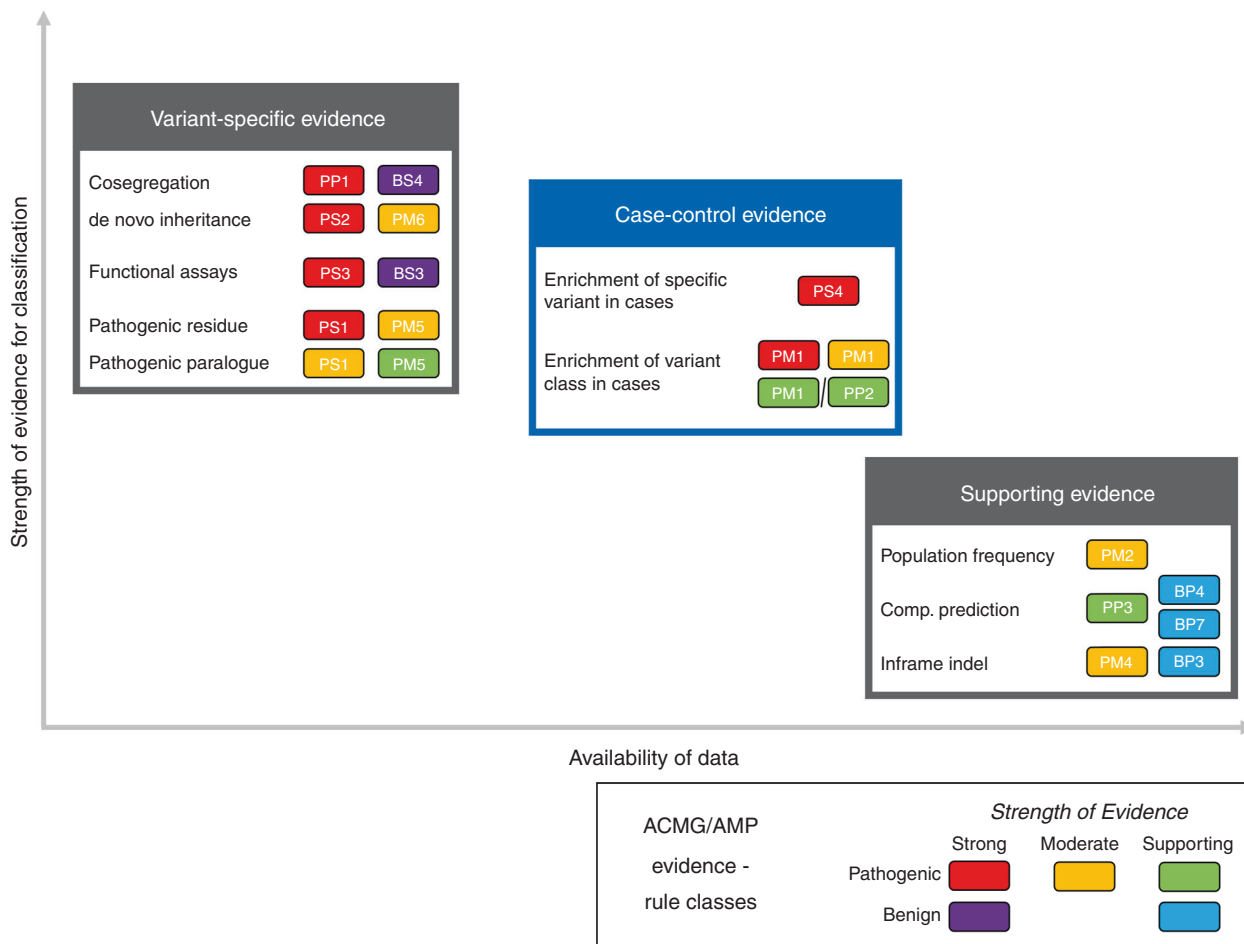 Strength of evidence for classification
Variant-specific evidence
Cosegregation PP1 BS4
de novo inheritance PS2 PM6
Functional assays PS3 BS3
Pathogenic residue PS1 PM5
Pathogenic paralogue PS1 PM5
Case-control evidence
Enrichment of specific
variant in cases
PS4
Enrichment of variant
class in cases
PM1 PM1
PM1 / PP2
Supporting evidence
Population frequency PM2
Comp. prediction PP3
BP4
BP7
Inframe indel PM4 BP3
Availability of data
ACMG/AMP
evidence -
rule classes
Strength of Evidence
Strong Moderate Supporting
Pathogenic
Benign